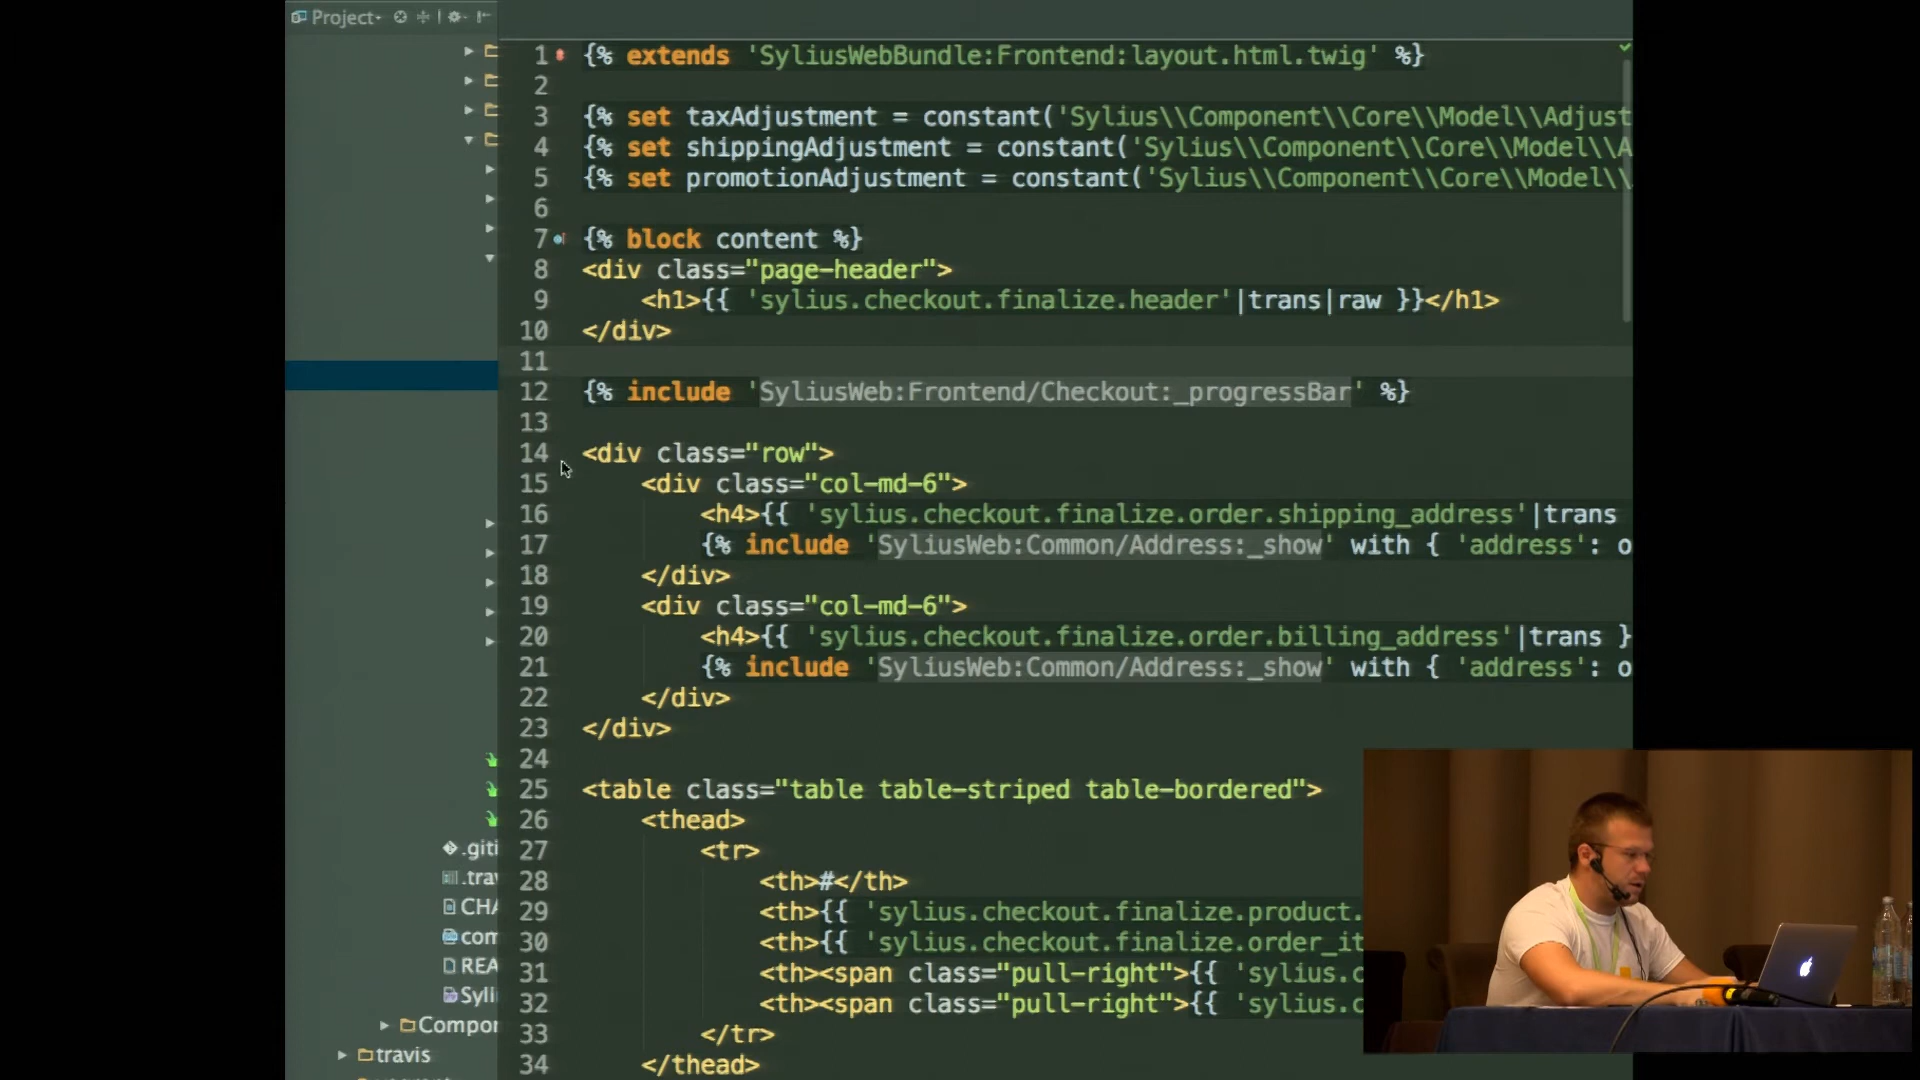 Project
1 {% extends 'SyliusWebBundle:Frontend:layout.html.twig' %}
2
3 {% set taxAdjustment = constant('Sylius\\Component\\Core\\Model\\Adjust
4 {% set shippingAdjustment = constant('Sylius\\Component\\Core\\Model\\A
5 {% set promotionAdjustment = constant('Sylius\\Component\\Core\\Model\\
6
7 {% block content %}
8 <div class="page-header">
9 <h1>{{ 'sylius.checkout.finalize.header'|trans|raw }}</h1>
10 </div>
11
12 {% include 'SyliusWeb:Frontend/Checkout:_progressBar' %}
13
14 <div class="row">
15 <div class="col-md-6">
16 <h4>{{ 'sylius.checkout.finalize.order.shipping_address'|trans
17 {% include 'SyliusWeb:Common/Address:_show' with { 'address': o
18 </div>
19 <div class="col-md-6">
20 <h4>{{ 'sylius.checkout.finalize.order.billing_address'|trans }
21 {% include 'SyliusWeb:Common/Address:_show' with { 'address': o
22 </div>
23 </div>
24
25 <table class="table table-striped table-bordered">
26 <thead>
27 <tr>
28 <th>#</th>
29 <th>{{ 'sylius.checkout.finalize.product.
30 <th>{{ 'sylius.checkout.finalize.order_it
31 <th><span class="pull-right">{{ 'sylius.c
32 <th><span class="pull-right">{{ 'sylius.c
33 </tr>
34 </thead>
.giti
.trav
CHA
com
REA
Syli
Compor
travis